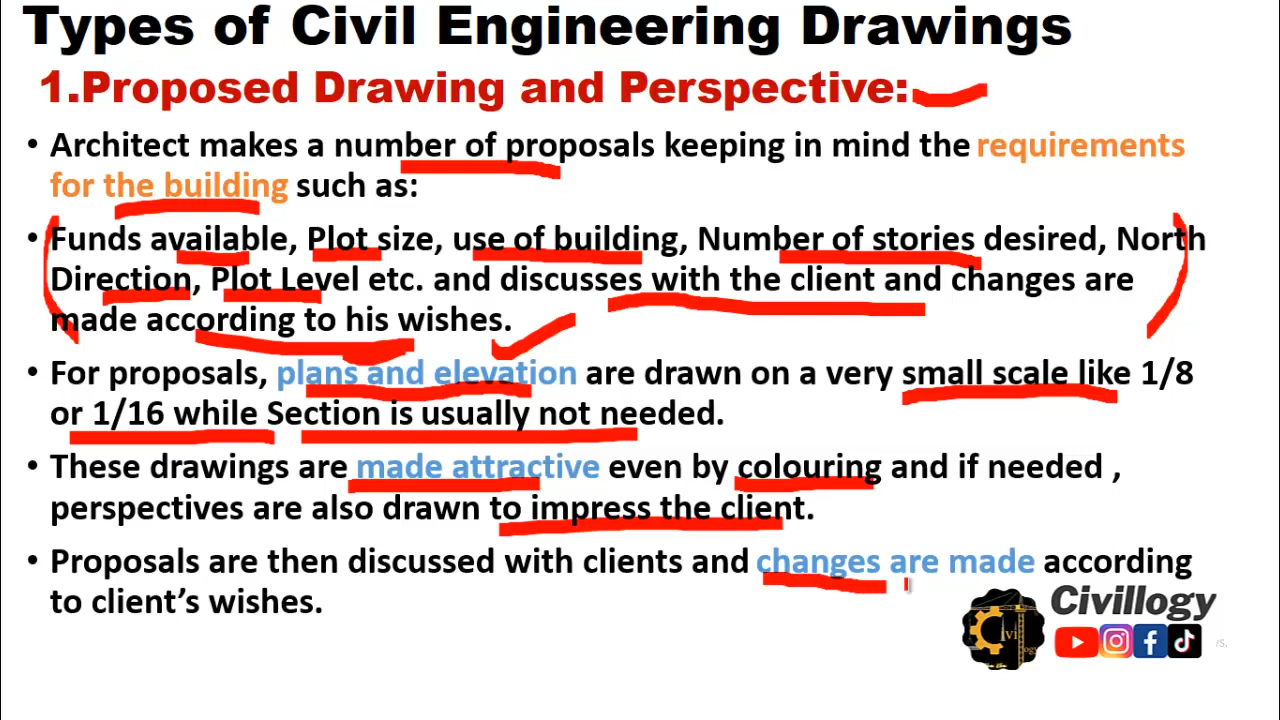 Types of Civil Engineering Drawings
1.Proposed Drawing and Perspective:
• Architect makes a number of proposals keeping in mind the requirements
for the building such as:
• Funds available, Plot size, use of building, Number of stories desired, North
Direction, Plot Level etc. and discusses with the client and changes are
made according to his wishes.
• For proposals, plans and elevation are drawn on a very small scale like 1/8
or 1/16 while Section is usually not needed.
• These drawings are made attractive even by colouring and if needed ,
perspectives are also drawn to impress the client.
• Proposals are then discussed with clients and changes are made according
to client’s wishes.
Civillogy